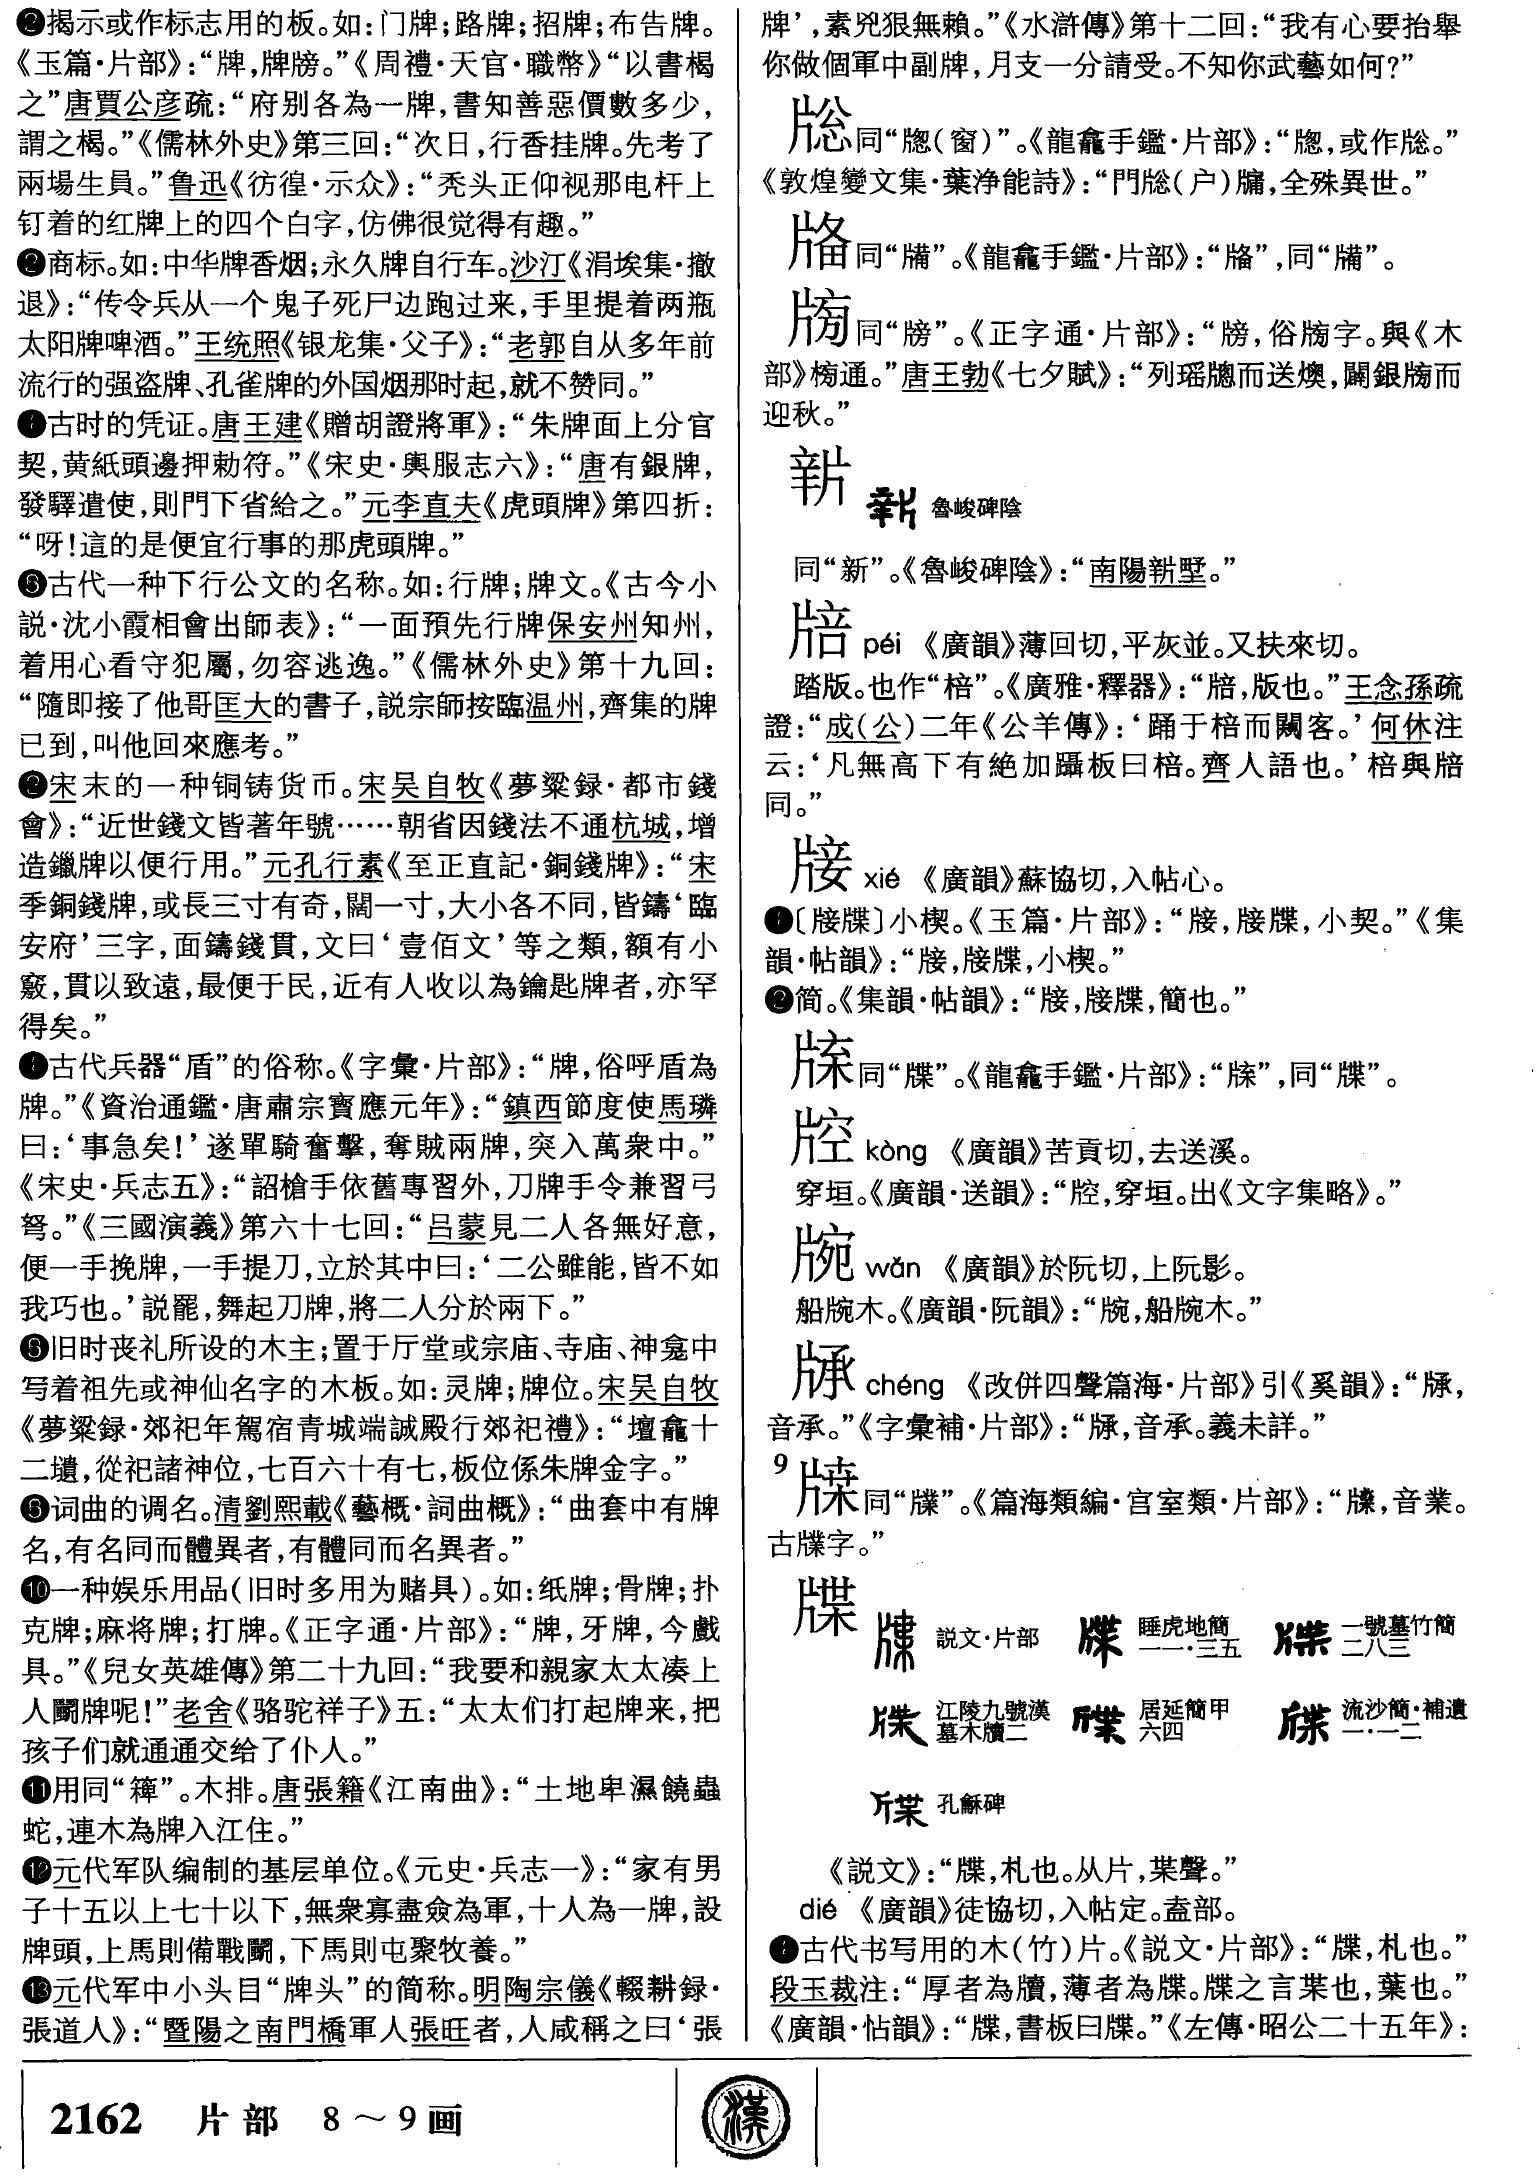 ❷揭示或作标志用的板。如:门牌;路牌;招牌;布告牌。
《玉篇·片部》:“牌,牌牓。”《周禮·天官·職幣》“以書楬
之”唐賈公彦疏:“府别各為一牌,書知善惡價數多少,
謂之楬。”《儒林外史》第三回:“次日,行香挂牌。先考了
兩場生員。”鲁迅《彷徨·示众》:“秃头正仰视那电杆上
钉着的红牌上的四个白字,仿佛很觉得有趣。”
商标。如:中华牌香烟;永久牌自行车。沙汀《涓埃集·撤
退》:“传令兵从一个鬼子死尸边跑过来,手里提着两瓶
太阳牌啤酒。”王统照《银龙集·父子》:“老郭自从多年前
流行的强盗牌、孔雀牌的外国烟那时起,就不赞同。”
古时的凭证。唐王建《贈胡證將軍》:“朱牌面上分官
契,黄紙頭邊押勅符。”《宋史·輿服志六》:“唐有銀牌,
發驛遣使,則門下省給之。”元李直夫《虎頭牌》第四折:
“呀!這的是便宜行事的那虎頭牌。”
古代一种下行公文的名称。如:行牌;牌文。《古今小
説·沈小霞相會出師表》:“一面預先行牌保安州知州,
着用心看守犯屬,勿容逃逸。”《儒林外史》第十九回:
“隨即接了他哥匡大的書子,説宗師按臨温州,齊集的牌
已到,叫他回來應考。”
宋末的一种铜铸货币。宋吴自牧《夢粱録·都市錢
會》:“近世錢文皆著年號……朝省因錢法不通杭城,增
造鑞牌以便行用。”元孔行素《至正直記·銅錢牌》:“宋
季銅錢牌,或長三寸有奇,闊一寸,大小各不同,皆鑄‘臨
安府’三字,面鑄錢貫,文曰‘壹佰文’等之類,額有小
竅,貫以致遠,最便于民,近有人收以為鑰匙牌者,亦罕
得矣。”
古代兵器“盾”的俗称。《字彙·片部》:“牌,俗呼盾為
牌。”《資治通鑑·唐肅宗寶應元年》:“鎮西節度使馬璘
曰:‘事急矣!’遂單騎奮擊,奪賊兩牌,突入萬衆中。”
《宋史·兵志五》:“詔槍手依舊專習外,刀牌手令兼習弓
弩。”《三國演義》第六十七回:“吕蒙見二人各無好意,
便一手挽牌,一手提刀,立於其中曰:‘二公雖能,皆不如
我巧也。’説罷,舞起刀牌,將二人分於兩下。”
旧时丧礼所设的木主;置于厅堂或宗庙、寺庙、神龛中
写着祖先或神仙名字的木板。如:灵牌;牌位。宋吴自牧
《夢粱録·郊祀年駕宿青城端誠殿行郊祀禮》:“壇龕十
二壝,從祀諸神位,七百六十有七,板位係朱牌金字。”
词曲的调名。清劉熙載《藝概·詞曲概》:“曲套中有牌
名,有名同而體異者,有體同而名異者。”
⑩一种娱乐用品(旧时多用为赌具)。如:纸牌;骨牌;扑
克牌;麻将牌;打牌。《正字通·片部》:“牌,牙牌,今戲
具。”《兒女英雄傳》第二十九回:“我要和親家太太凑上
人鬭牌呢!”老舍《骆驼祥子》五:“太太们打起牌来,把
孩子们就通通交给了仆人。”
⑪用同“簰”。木排。唐張籍《江南曲》:“土地卑濕饒蟲
蛇,連木為牌入江住。”
⑫元代军队编制的基层单位。《元史·兵志一》:“家有男
子十五以上七十以下,無衆寡盡僉為軍,十人為一牌,設
牌頭,上馬則備戰鬭,下馬則屯聚牧養。”
⑬元代军中小头目“牌头”的简称。明陶宗儀《輟耕録·
張道人》:“暨陽之南門橋軍人張旺者,人咸稱之曰‘張
牌’,素兇狠無賴。”《水滸傳》第十二回:“我有心要抬舉
你做個軍中副牌,月支一分請受。不知你武藝如何?”
同“牕(窗)”。《龍龕手鑑·片部》:“牕,或作牎。”
《敦煌變文集·葉净能詩》:“門牎(户)牖,全殊異世。”
同“”。《龍龕手鑑·片部》:“”,同“”。
同“牓”。《正字通·片部》:“牓,俗字。與《木
部》㮄通。”唐王勃《七夕賦》:“列瑶牕而送燠,闢銀牓而
迎秋。”
魯峻碑陰
同“新”。《魯峻碑陰》:“南陽墅。”
㸬 péi 《廣韻》薄回切,平灰並。又扶來切。
踣版。也作“棓”。《廣雅·釋器》:“㸬,版也。”王念孫疏
證:“成(公)二年《公羊傳》:‘踊于棓而闚客。’何休注
云:‘凡無高下有絶加躡板曰棓。齊人語也。’棓與㸬
同。”
xié 《廣韻》蘇協切,入帖心。
❶〔牒〕小楔。《玉篇·片部》:“,牒,小契。”《集
韻·帖韻》:“,牒,小楔。”
❷简。《集韻·帖韻》:“,牒,簡也。”
同“牒”。《龍龕手鑑·片部》:“”,同“牒”。
kòng 《廣韻》苦貢切,去送溪。
穿垣。《廣韻·送韻》:“,穿垣。出《文字集略》。”
wǎn 《廣韻》於阮切,上阮影。
船木。《廣韻·阮韻》:“,船木。”
chéng 《改併四聲篇海·片部》引《奚韻》:“,
音承。”《字彙補·片部》:“,音承。義未詳。”
9
同“牃”。《篇海類編·宫室類·片部》:“,音業。
古字。”
牒 説文·片部 睡虎地簡一一·三五 一號墓竹簡二八三
江陵九號漢墓木牘二 居延簡甲六四 流沙簡·補遺一·一二
孔龢碑
《説文》:“牒,札也。从片,枼聲。”
dié 《廣韻》徒協切,入帖定。盍部。
❶古代书写用的木(竹)片。《説文·片部》:“牒,札也。”
段玉裁注:“厚者為牘,薄者為牒。牒之言枼也,葉也。”
《廣韻·怗韻》:“牒,書板曰牒。”《左傳·昭公二十五年》:
2162 片部 8～9画
漢